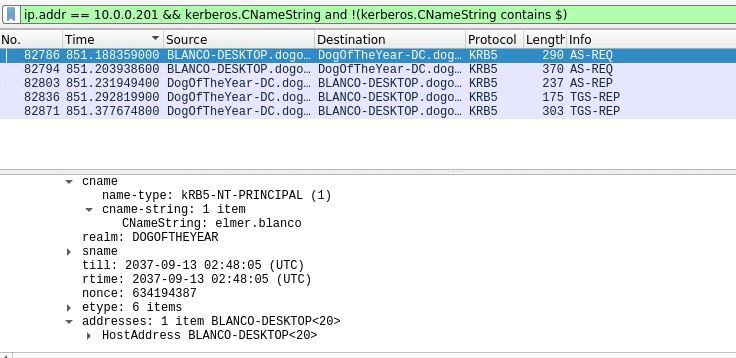 ip.addr == 10.0.0.201 && kerberos.CNameString and !(kerberos.CNameString contains $)
No. Time Source Destination Protocol Length Info
82786 851.188359000 BLANCO-DESKTOP.dogo… DogOfTheYear-DC.dog… KRB5 290 AS-REQ
82794 851.203938600 BLANCO-DESKTOP.dogo… DogOfTheYear-DC.dog… KRB5 370 AS-REQ
82803 851.231949400 DogOfTheYear-DC.dog… BLANCO-DESKTOP.dogo… KRB5 237 AS-REP
82836 851.292819900 DogOfTheYear-DC.dog… BLANCO-DESKTOP.dogo… KRB5 175 TGS-REP
82871 851.377674800 DogOfTheYear-DC.dog… BLANCO-DESKTOP.dogo… KRB5 303 TGS-REP
cname
name-type: kRB5-NT-PRINCIPAL (1)
cname-string: 1 item
CNameString: elmer.blanco
realm: DOGOFTHEYEAR
sname
till: 2037-09-13 02:48:05 (UTC)
rtime: 2037-09-13 02:48:05 (UTC)
nonce: 634194387
etype: 6 items
addresses: 1 item BLANCO-DESKTOP<20>
HostAddress BLANCO-DESKTOP<20>